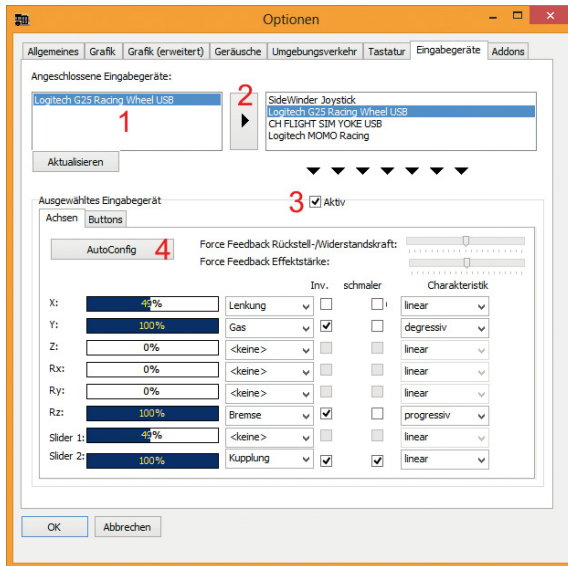 Optionen
Allgemeines Grafik Grafik (erweitert) Geräusche Umgebungsverkehr Tastatur Eingabegeräte Addons
Angeschlossene Eingabegeräte:
Logitech G25 Racing Wheel USB
1
2
SideWinder Joystick
Logitech G25 Racing Wheel USB
CH FLIGHT SIM YOKE USB
Logitech MOMO Racing
Aktualisieren
Ausgewähltes Eingabegerät
3 Aktiv
Achsen Buttons
AutoConfig 4
Force Feedback Rückstell-/Widerstandskraft:
Force Feedback Effektstärke:
Inv. schmaler Charakteristik
X: 49% Lenkung linear
Y: 100% Gas degressiv
Z: 0% <keine> linear
Rx: 0% <keine> linear
Ry: 0% <keine> linear
Rz: 100% Bremse progressiv
Slider 1: 49% <keine> linear
Slider 2: 100% Kupplung linear
OK Abbrechen